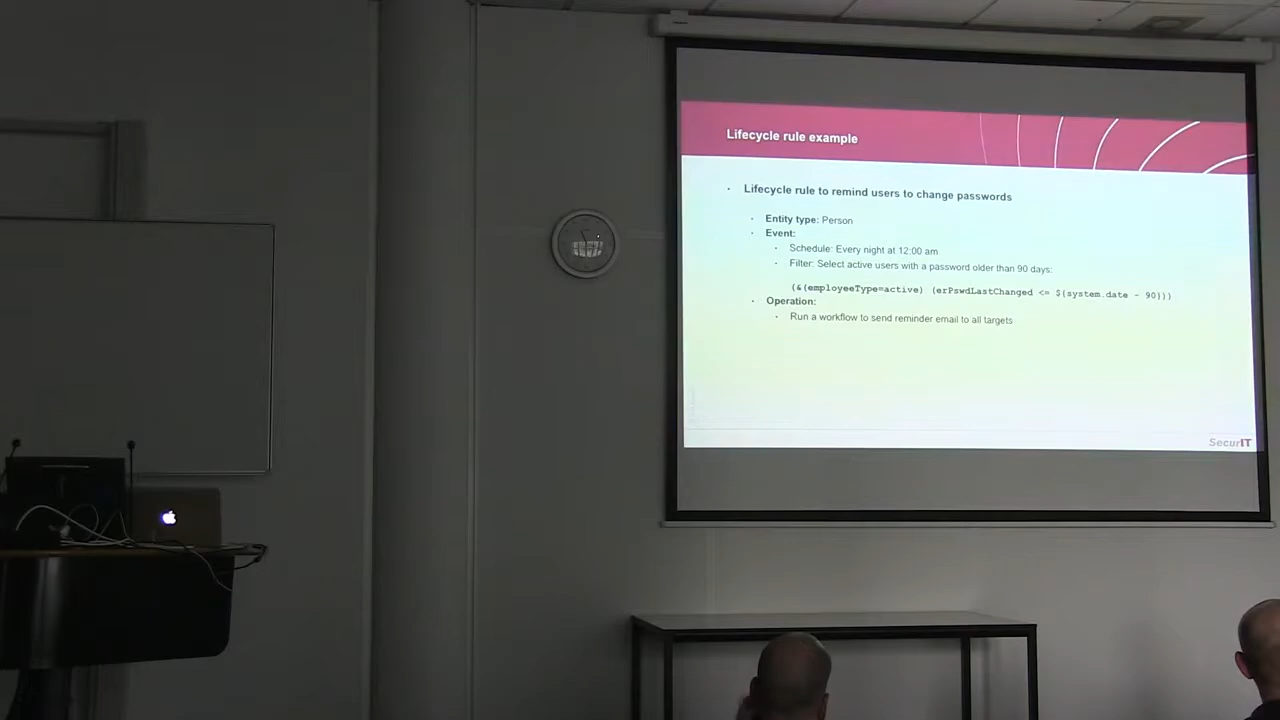 Lifecycle rule example
· Lifecycle rule to remind users to change passwords
· Entity type: Person
· Event:
· Schedule: Every night at 12:00 am
· Filter: Select active users with a password older than 90 days:
(&(employeeType=active) (erPswdLastChanged <= ${system.date - 90}))
· Operation:
· Run a workflow to send reminder email to all targets
SecurIT